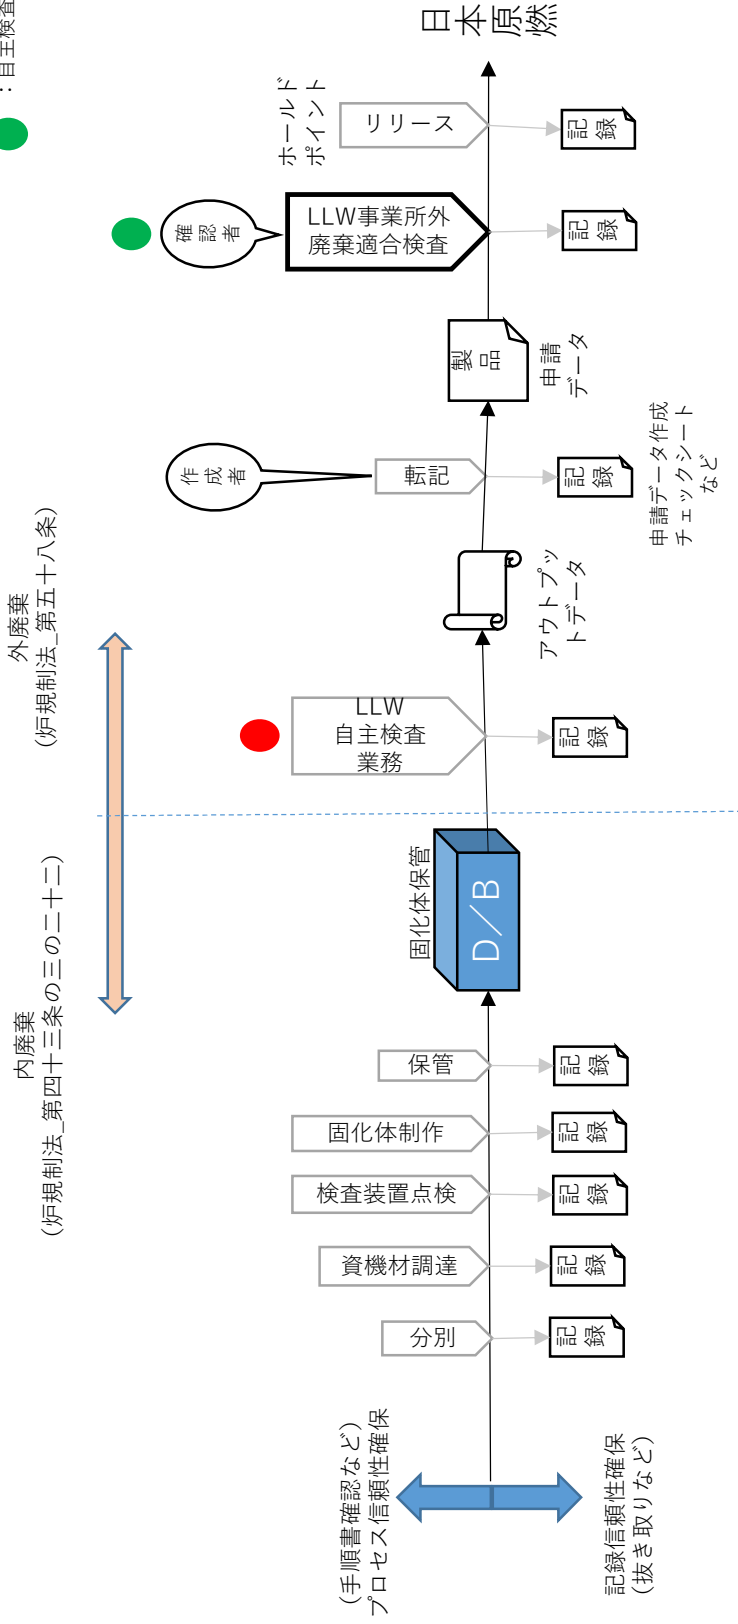 ：自主検査
日本原燃
ホールド
ポイント
リリース
記
録
確
認
者
LLW事業所外
廃棄適合検査
記
録
製
品
申請
データ
作
成
者
転記
記
録
申請データ作成
チェックシート
など
外廃棄
(炉規制法_第五十八条)
アウトプッ
トデータ
LLW
自主検査
業務
記
録
内廃棄
(炉規制法_第四十三条の三の二十二)
固化体保管
D／B
保管
記
録
固化体制作
記
録
検査装置点検
記
録
資機材調達
記
録
分別
記
録
(手順書確認など)
プロセス信頼性確保
記録信頼性確保
(抜き取りなど)